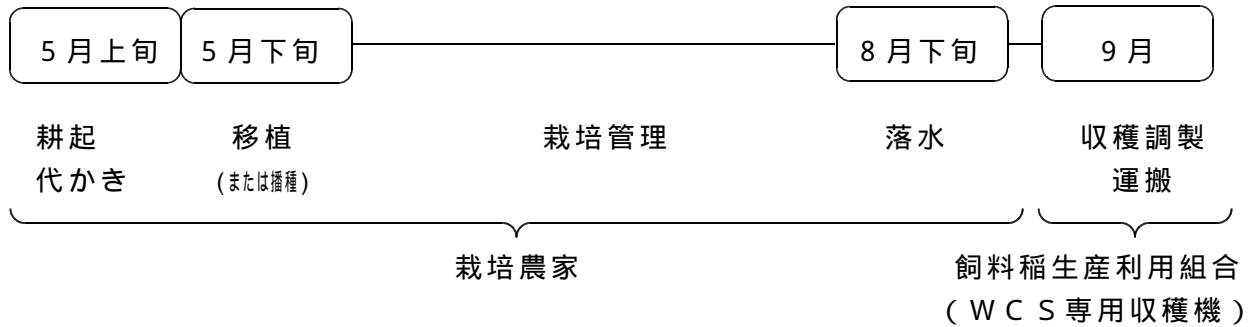 5月上旬 5月下旬 8月下旬 9月
耕起 移植 栽培管理 落水 収穫調製
代かき (または播種) 運搬
栽培農家 飼料稲生産利用組合
(WCS専用収穫機)